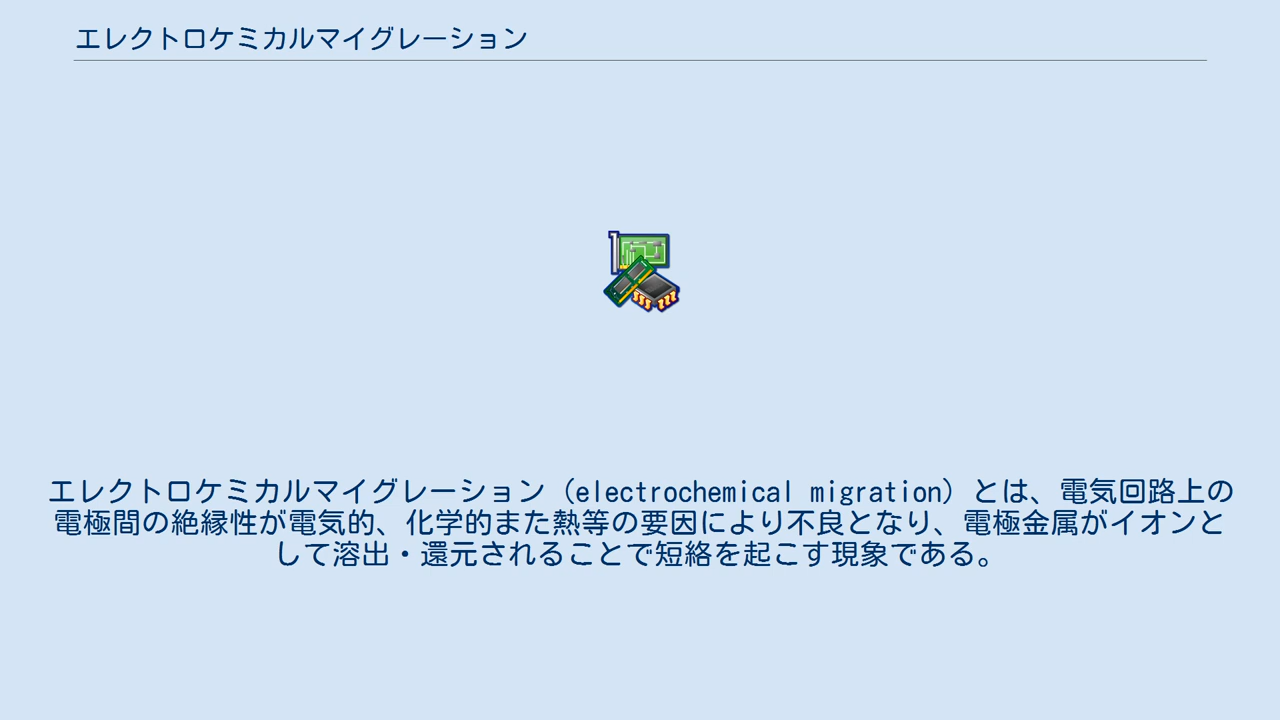 エレクトロケミカルマイグレーション
エレクトロケミカルマイグレーション（electrochemical migration）とは、電気回路上の
電極間の絶縁性が電気的、化学的また熱等の要因により不良となり、電極金属がイオンと
して溶出・還元されることで短絡を起こす現象である。